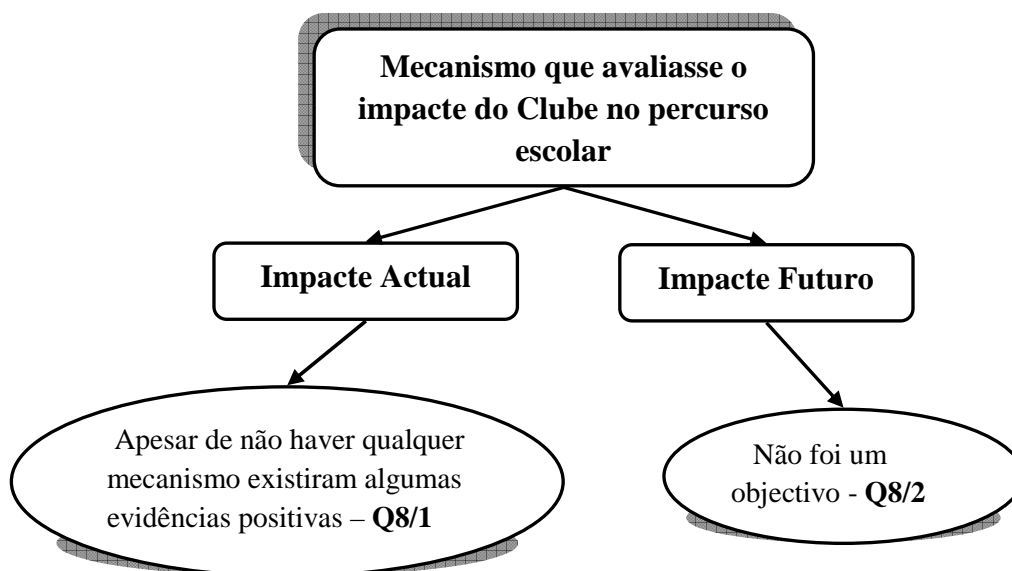 Mecanismo que avaliasse o
impacte do Clube no percurso
escolar
Impacte Actual
Impacte Futuro
Apesar de não haver qualquer
mecanismo existiram algumas
evidências positivas – Q8/1
Não foi um
objectivo - Q8/2